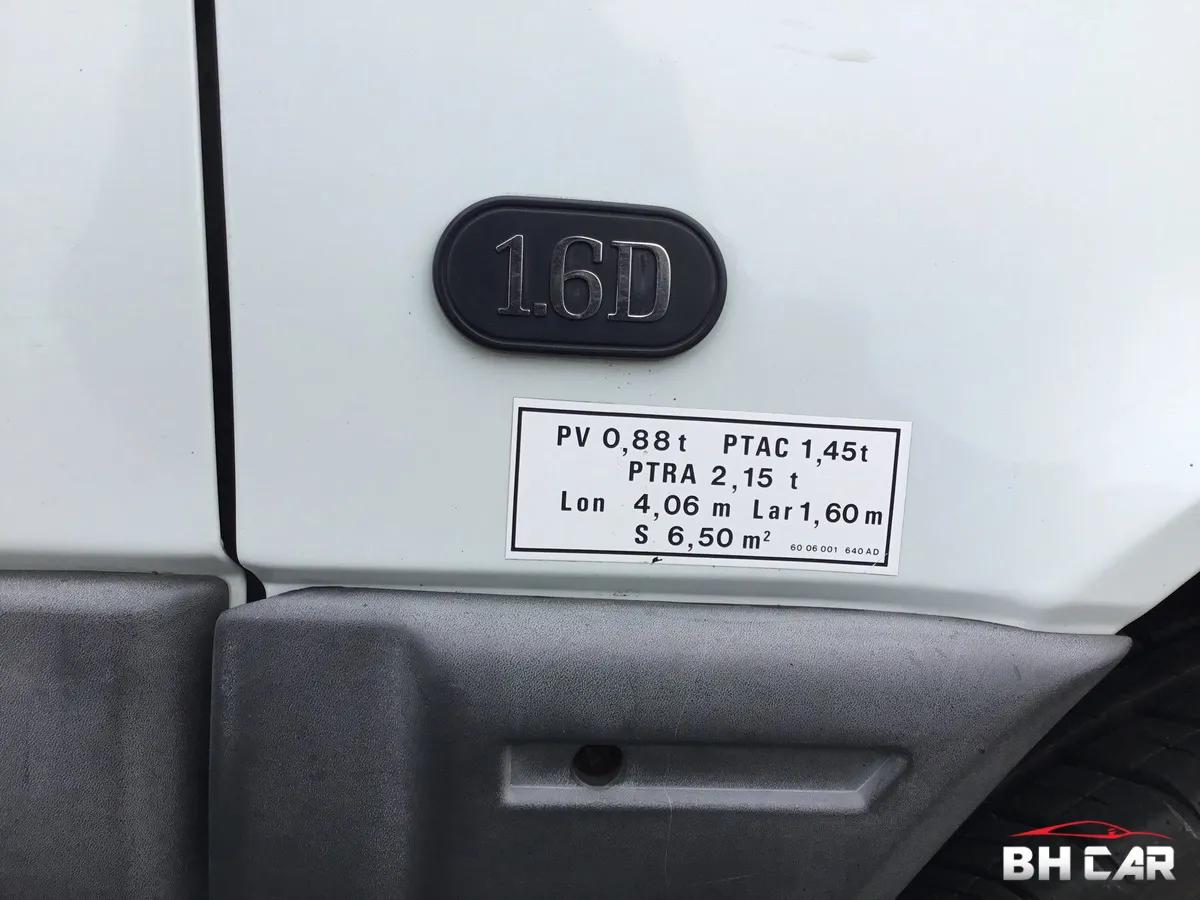 1.6D
PV 0,88 t PTAC 1,45t
PTRA 2,15 t
Lon 4,06 m Lar 1,60 m
S 6,50 m²
60 06 001 640 AD
BH CAR